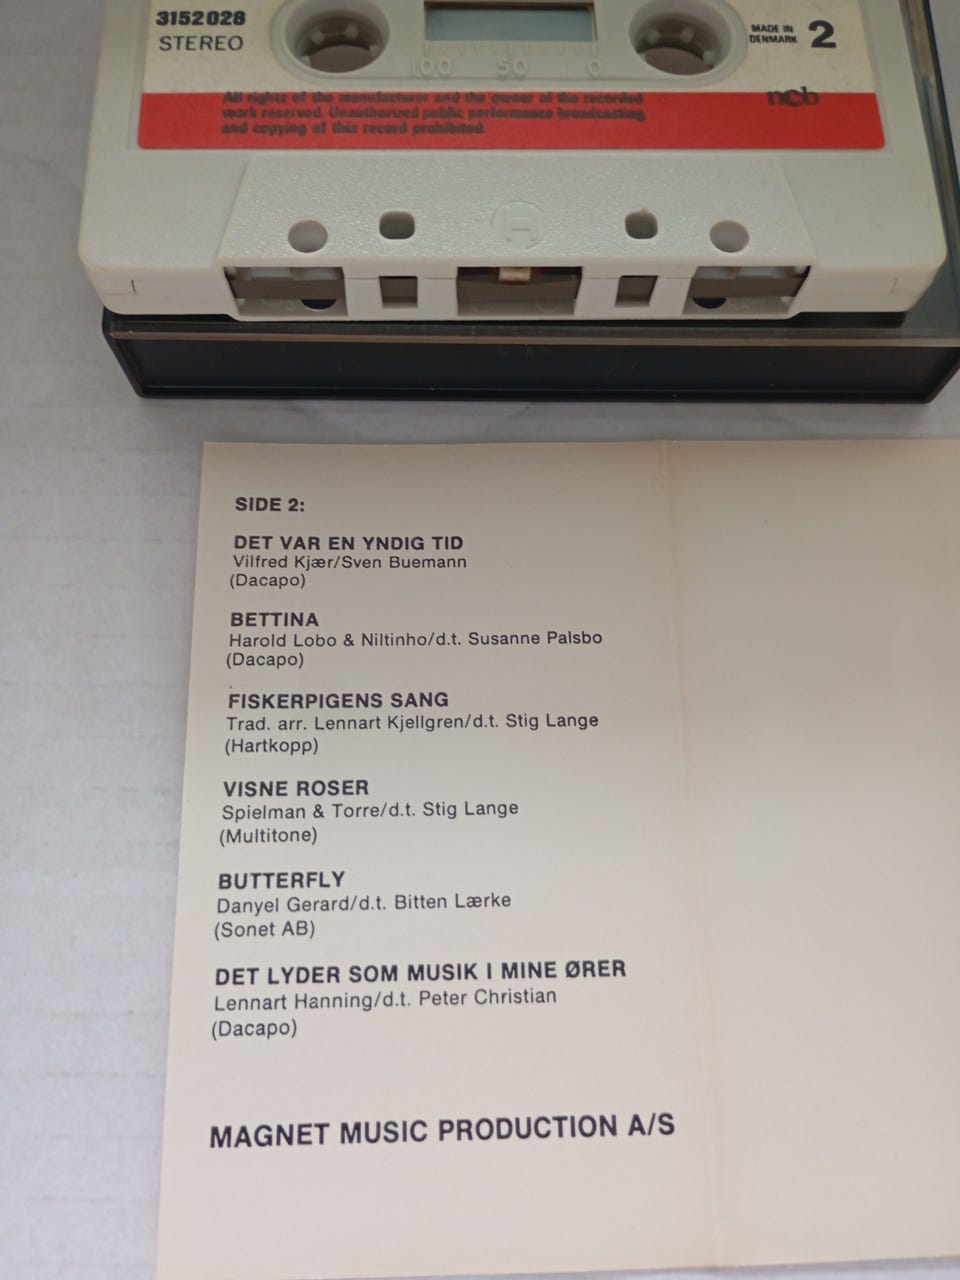 3152028
STEREO
MADE IN
DENMARK
2
100 50 0
All rights of the manufacturer and the owner of the recorded
work reserved. Unauthorized public performance broadcasting
and copying of this record prohibited.
ncb
SIDE 2:
DET VAR EN YNDIG TID
Vilfred Kjær/Sven Buemann
(Dacapo)
BETTINA
Harold Lobo & Niltinho/d.t. Susanne Palsbo
(Dacapo)
FISKERPIGENS SANG
Trad. arr. Lennart Kjellgren/d.t. Stig Lange
(Hartkopp)
VISNE ROSER
Spielman & Torre/d.t. Stig Lange
(Multitone)
BUTTERFLY
Danyel Gerard/d.t. Bitten Lærke
(Sonet AB)
DET LYDER SOM MUSIK I MINE ØRER
Lennart Hanning/d.t. Peter Christian
(Dacapo)
MAGNET MUSIC PRODUCTION A/S